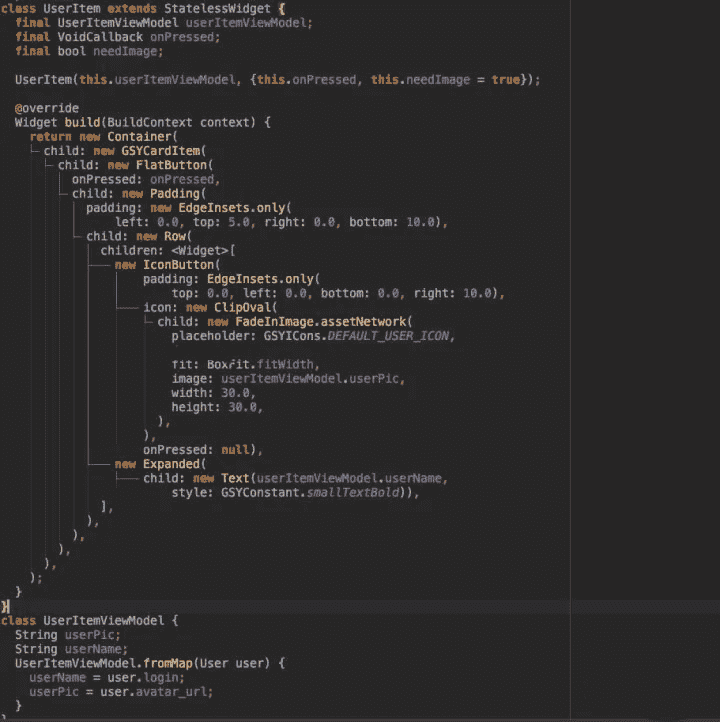 class UserItem extends StatelessWidget {
  final UserItemViewModel userItemViewModel;
  final VoidCallback onPressed;
  final bool needImage;

  UserItem(this.userItemViewModel, {this.onPressed, this.needImage = true});

  @override
  Widget build(BuildContext context) {
    return new Container(
      child: new GSYCardItem(
        child: new FlatButton(
          onPressed: onPressed,
          child: new Padding(
            padding: new EdgeInsets.only(
                left: 0.0, top: 5.0, right: 0.0, bottom: 10.0),
            child: new Row(
              children: <Widget>[
                new IconButton(
                    padding: EdgeInsets.only(
                        top: 0.0, left: 0.0, bottom: 0.0, right: 10.0),
                    icon: new ClipOval(
                      child: new FadeInImage.assetNetwork(
                        placeholder: GSYICons.DEFAULT_USER_ICON,

                        fit: BoxFit.fitWidth,
                        image: userItemViewModel.userPic,
                        width: 30.0,
                        height: 30.0,
                      ),
                    ),
                    onPressed: null),
                new Expanded(
                    child: new Text(userItemViewModel.userName,
                        style: GSYConstant.smallTextBold)),
              ],
            ),
          ),
        ),
      ),
    );
  }
}
class UserItemViewModel {
  String userPic;
  String userName;
  UserItemViewModel.fromMap(User user) {
    userName = user.login;
    userPic = user.avatar_url;
  }